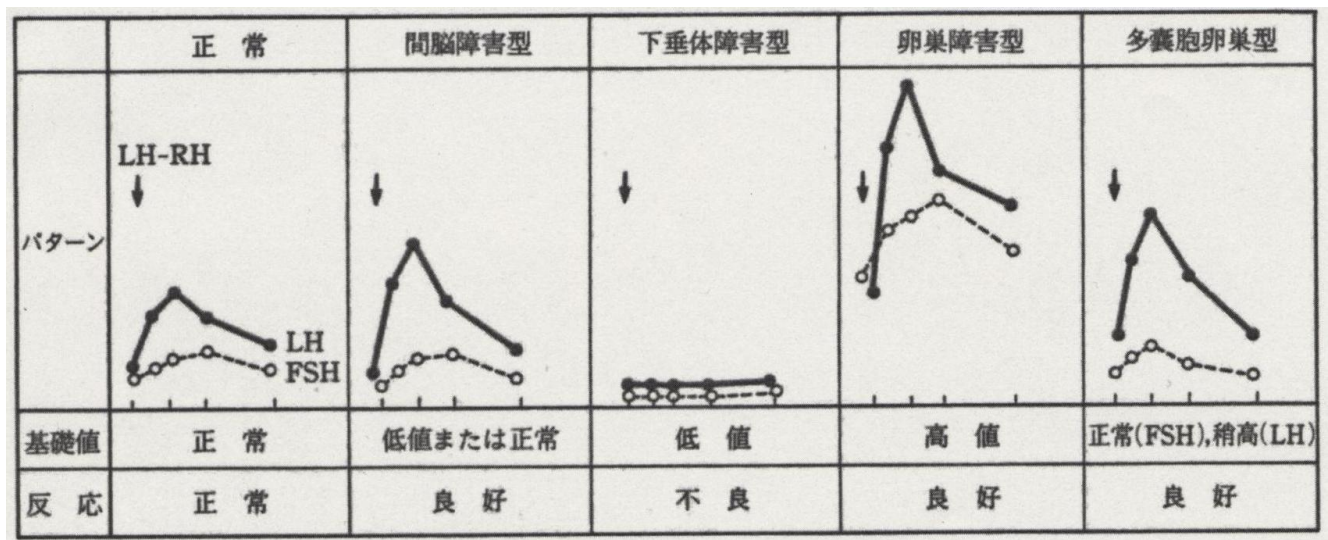 正 常
間脳障害型
下垂体障害型
卵巣障害型
多嚢胞卵巣型
パターン
LH-RH
LH
FSH
基礎値
正 常
低値または正常
低 値
高 値
正常(FSH),稍高(LH)
反 応
正 常
良 好
不 良
良 好
良 好